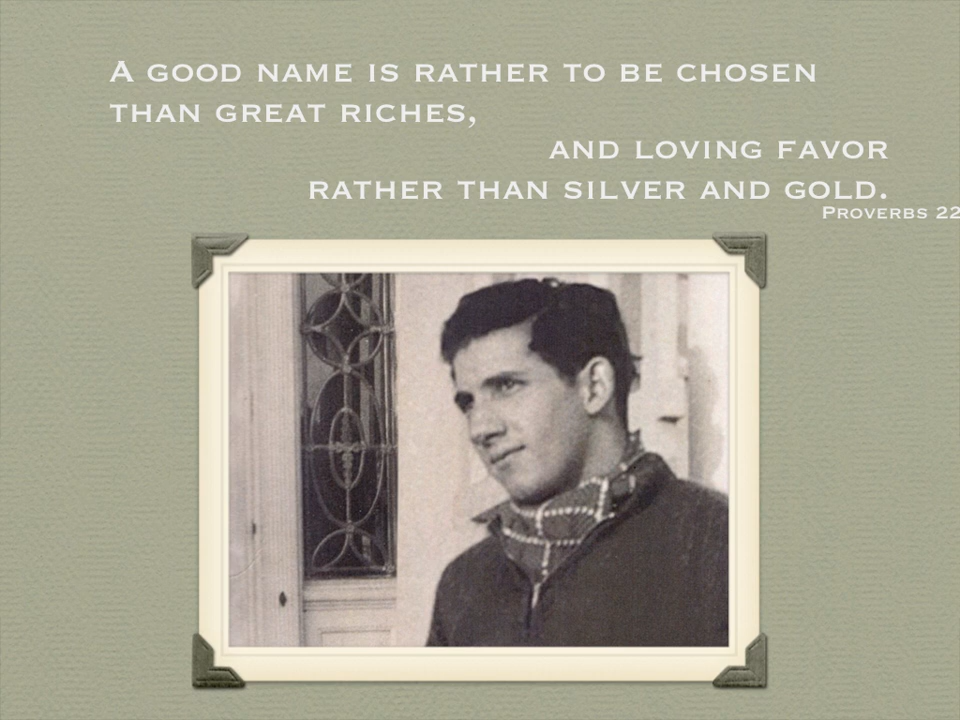 A GOOD NAME IS RATHER TO BE CHOSEN
THAN GREAT RICHES,
AND LOVING FAVOR
RATHER THAN SILVER AND GOLD.
PROVERBS 22